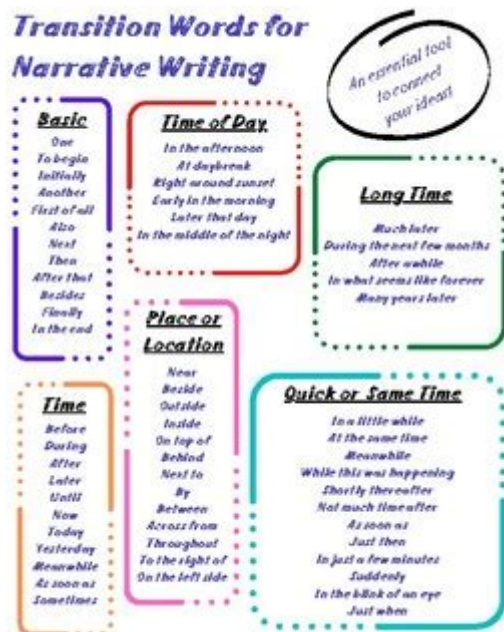 Transition Words for
Narrative Writing
An essential tool
to connect
your ideas!
Basic
One
To begin
Initially
Another
First of all
Also
Next
Then
After that
Besides
Finally
In the end
Time of Day
In the afternoon
At daybreak
Right around sunset
Early in the morning
Later that day
In the middle of the night
Long Time
Much later
During the next few months
After awhile
In what seems like forever
Many years later
Time
Before
During
After
Later
Until
Now
Today
Yesterday
Meanwhile
As soon as
Sometimes
Place or
Location
Near
Beside
Outside
Inside
On top of
Behind
Next to
By
Between
Across from
Throughout
To the right of
On the left side
Quick or Same Time
In a little while
At the same time
Meanwhile
While this was happening
Shortly thereafter
Not much time after
As soon as
Just then
In just a few minutes
Suddenly
In the blink of an eye
Just when